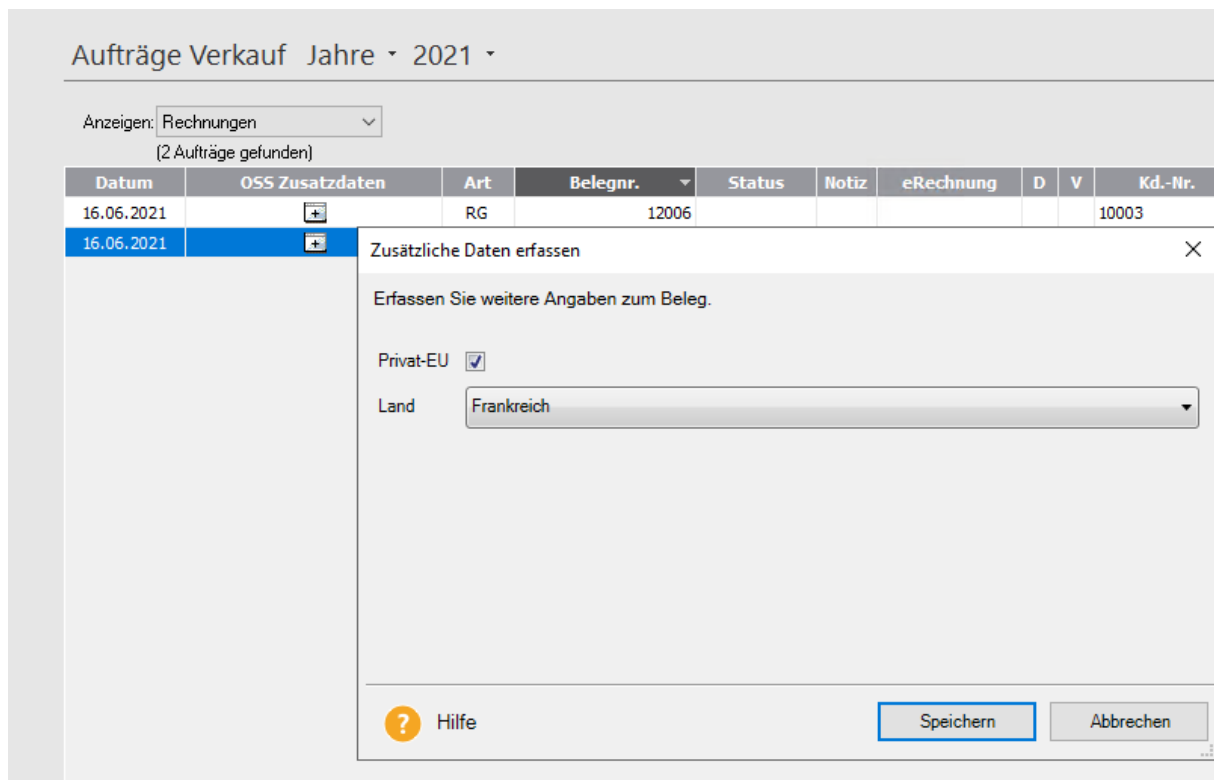 Aufträge Verkauf Jahre 2021
Anzeigen: Rechnungen
(2 Aufträge gefunden)
Datum OSS Zusatzdaten Art Belegnr. Status Notiz eRechnung D V Kd.-Nr.
16.06.2021 RG 12006 10003
16.06.2021
Zusätzliche Daten erfassen
Erfassen Sie weitere Angaben zum Beleg.
Privat-EU
Land Frankreich
? Hilfe Speichern Abbrechen